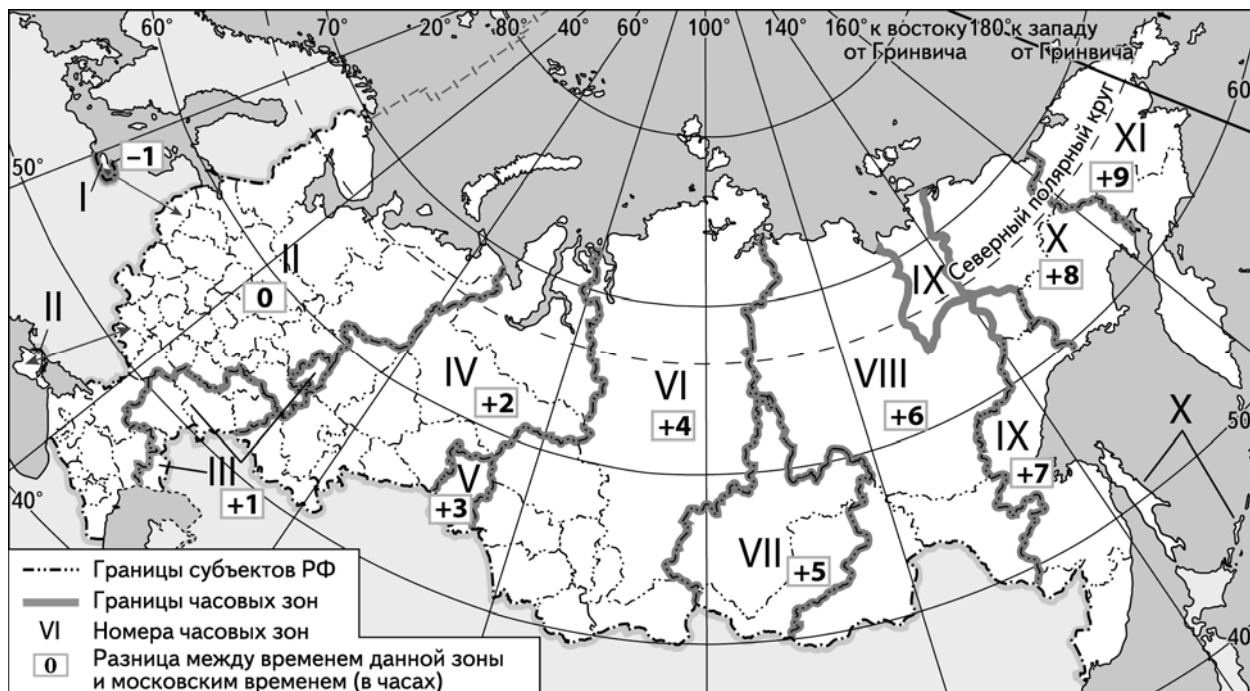 60° 70° 20° 40° 60° 80° 100° 120° 140° 160° к востоку от Гринвича 180° к западу от Гринвича
60°
50°
I
–1
II
0
II
40°
III
+1
IV
+2
V
+3
VI
+4
VII
+5
VIII
+6
IX
IX
+7
Северный полярный круг
X
+8
XI
+9
X
50°
40°
Границы субъектов РФ
Границы часовых зон
VI Номера часовых зон
0 Разница между временем данной зоны
и московским временем (в часах)